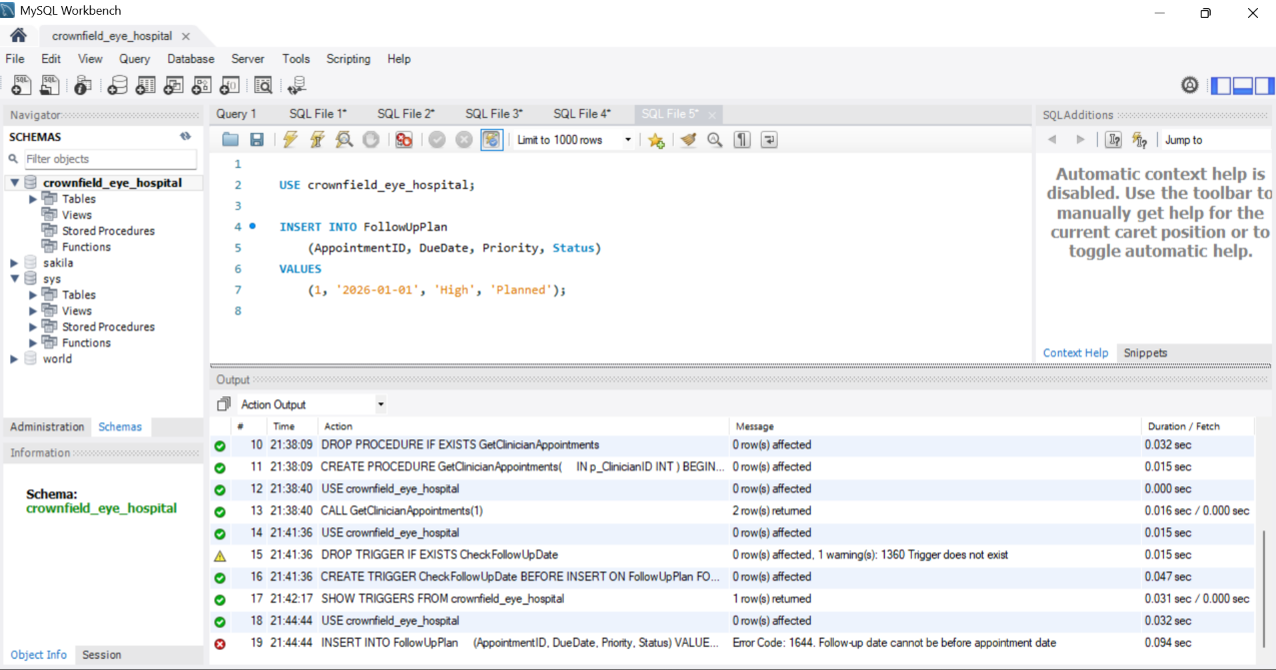 MySQL Workbench
crownfield_eye_hospital
File Edit View Query Database Server Tools Scripting Help
Navigator
SCHEMAS
Filter objects
crownfield_eye_hospital
Tables
Views
Stored Procedures
Functions
sakila
sys
Tables
Views
Stored Procedures
Functions
world
Administration Schemas
Information
Schema:
crownfield_eye_hospital
Object Info Session
Query 1 SQL File 1* SQL File 2* SQL File 3* SQL File 4* SQL File 5*
Limit to 1000 rows
1
2 USE crownfield_eye_hospital;
3
4 INSERT INTO FollowUpPlan
5 (AppointmentID, DueDate, Priority, Status)
6 VALUES
7 (1, '2026-01-01', 'High', 'Planned');
8
SQLAdditions
Jump to
Automatic context help is
disabled. Use the toolbar to
manually get help for the
current caret position or to
toggle automatic help.
Context Help Snippets
Output
Action Output
# Time Action Message Duration / Fetch
10 21:38:09 DROP PROCEDURE IF EXISTS GetClinicianAppointments 0 row(s) affected 0.032 sec
11 21:38:09 CREATE PROCEDURE GetClinicianAppointments( IN p_ClinicianID INT ) BEGIN... 0 row(s) affected 0.015 sec
12 21:38:40 USE crownfield_eye_hospital 0 row(s) affected 0.000 sec
13 21:38:40 CALL GetClinicianAppointments(1) 2 row(s) returned 0.016 sec / 0.000 sec
14 21:41:36 USE crownfield_eye_hospital 0 row(s) affected 0.015 sec
15 21:41:36 DROP TRIGGER IF EXISTS CheckFollowUpDate 0 row(s) affected, 1 warning(s): 1360 Trigger does not exist 0.015 sec
16 21:41:36 CREATE TRIGGER CheckFollowUpDate BEFORE INSERT ON FollowUpPlan FO... 0 row(s) affected 0.047 sec
17 21:42:17 SHOW TRIGGERS FROM crownfield_eye_hospital 1 row(s) returned 0.031 sec / 0.000 sec
18 21:44:44 USE crownfield_eye_hospital 0 row(s) affected 0.032 sec
19 21:44:44 INSERT INTO FollowUpPlan (AppointmentID, DueDate, Priority, Status) VALUE... Error Code: 1644. Follow-up date cannot be before appointment date 0.094 sec